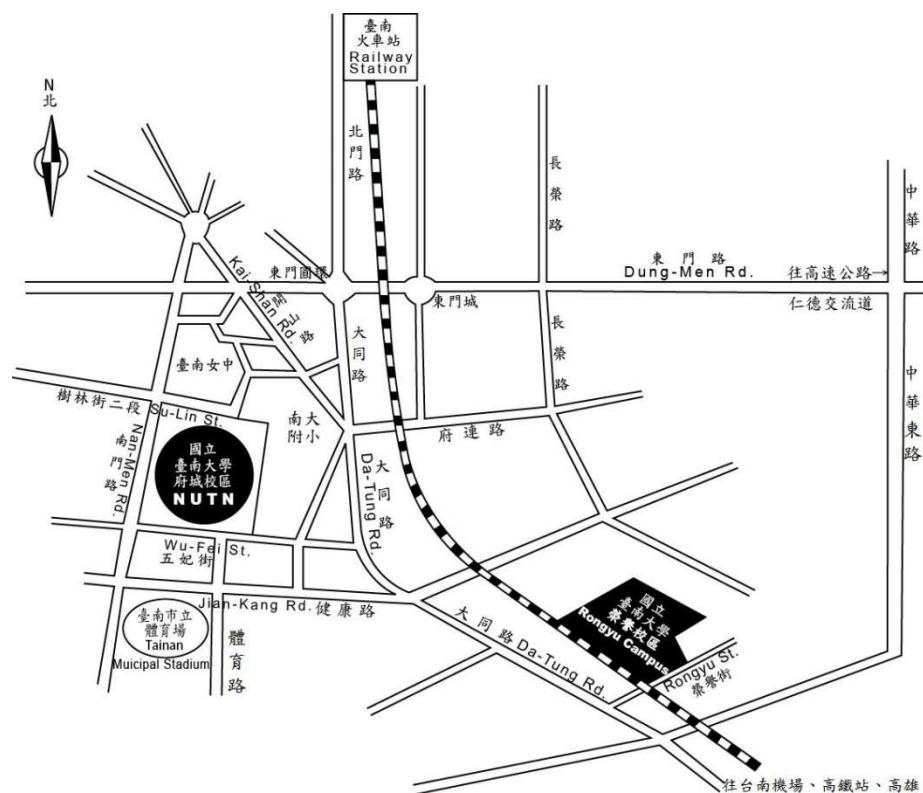 臺南
火車站
Railway
Station
N
北
北門路
長榮路
中華路
東門路
Dung-Men Rd.
往高速公路→
仁德交流道
東門圓環
東門城
Kai-Shan Rd.
開山路
大同路
長榮路
中華東路
臺南女中
樹林街二段 Su-Lin St.
南大
附小
府連路
Nan-Men Rd.
南門路
國立
臺南大學
府城校區
NUTN
大同路
Da-Tung Rd.
Wu-Fei St.
五妃街
Jian-Kang Rd. 健康路
臺南市立
體育場
Tainan
Muicipal Stadium
體育路
大同路 Da-Tung Rd.
國立
臺南大學
榮譽校區
Rongyu Campus
Rongyu St.
榮譽街
往台南機場、高鐵站、高雄